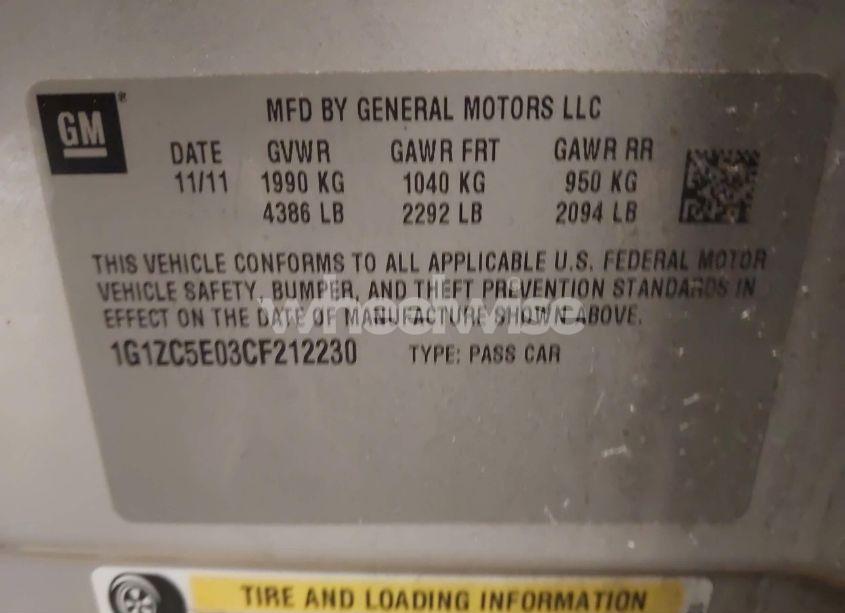 GM
MFD BY GENERAL MOTORS LLC
DATE GVWR GAWR FRT GAWR RR
11/11 1990 KG 1040 KG 950 KG
4386 LB 2292 LB 2094 LB
THIS VEHICLE CONFORMS TO ALL APPLICABLE U.S. FEDERAL MOTOR
VEHICLE SAFETY, BUMPER, AND THEFT PREVENTION STANDARDS IN
EFFECT ON THE DATE OF MANUFACTURE SHOWN ABOVE.
wheelwise
1G1ZC5E03CF212230 TYPE: PASS CAR
TIRE AND LOADING INFORMATION